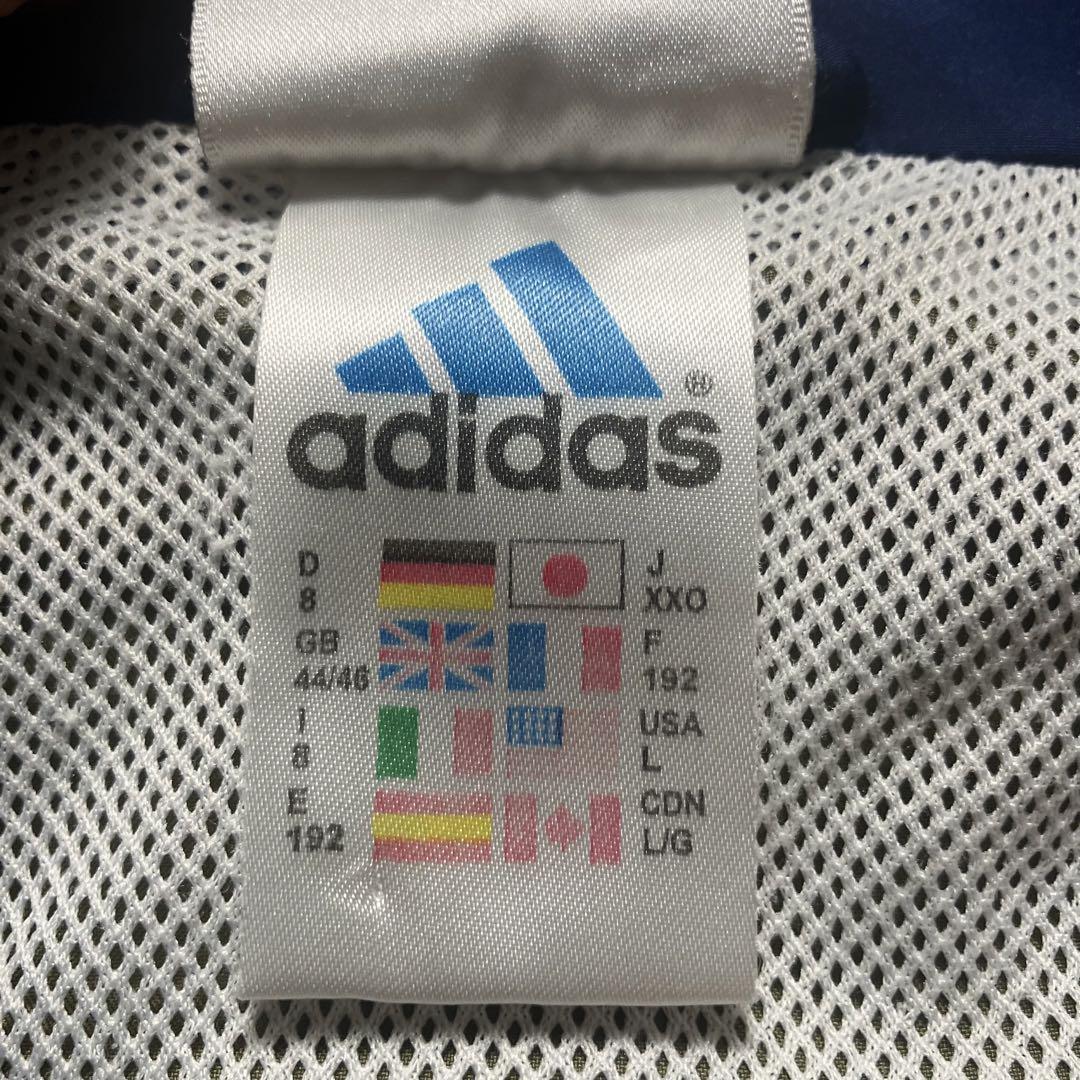 adidas®
D
8
J
XXO
GB
44/46
F
192
I
8
USA
L
E
192
CDN
L/G